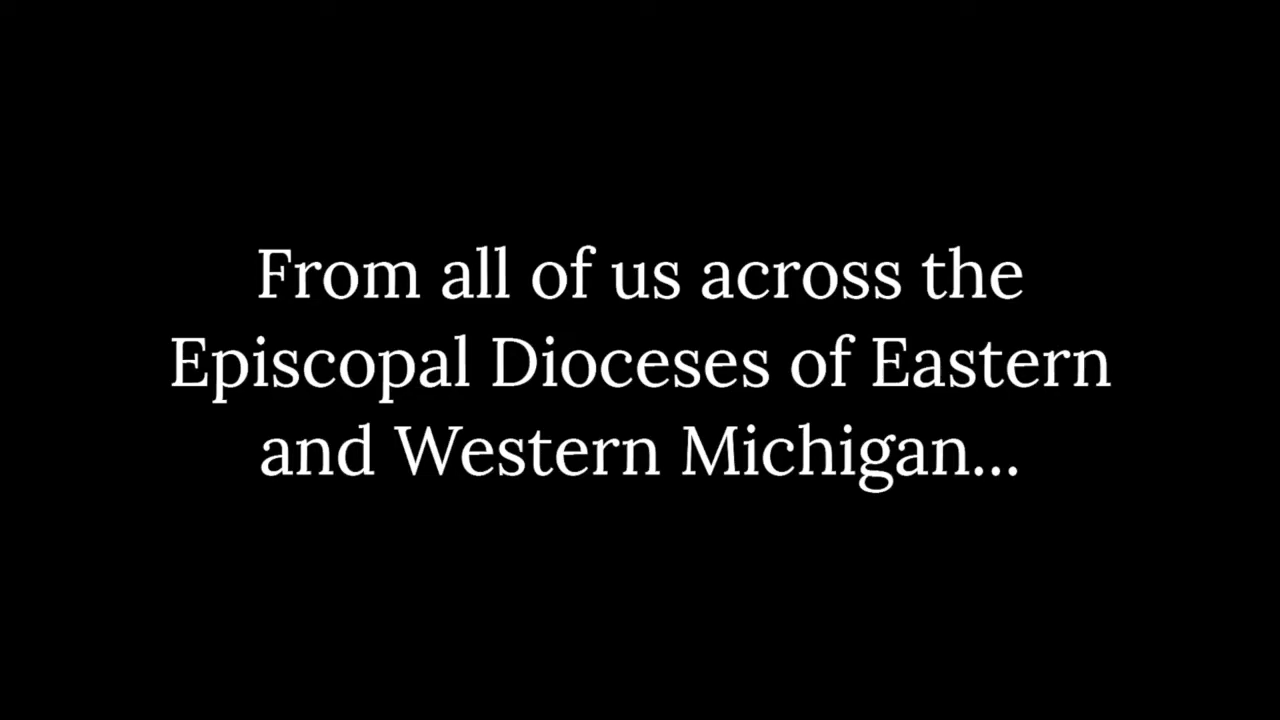 From all of us across the
Episcopal Dioceses of Eastern
and Western Michigan...